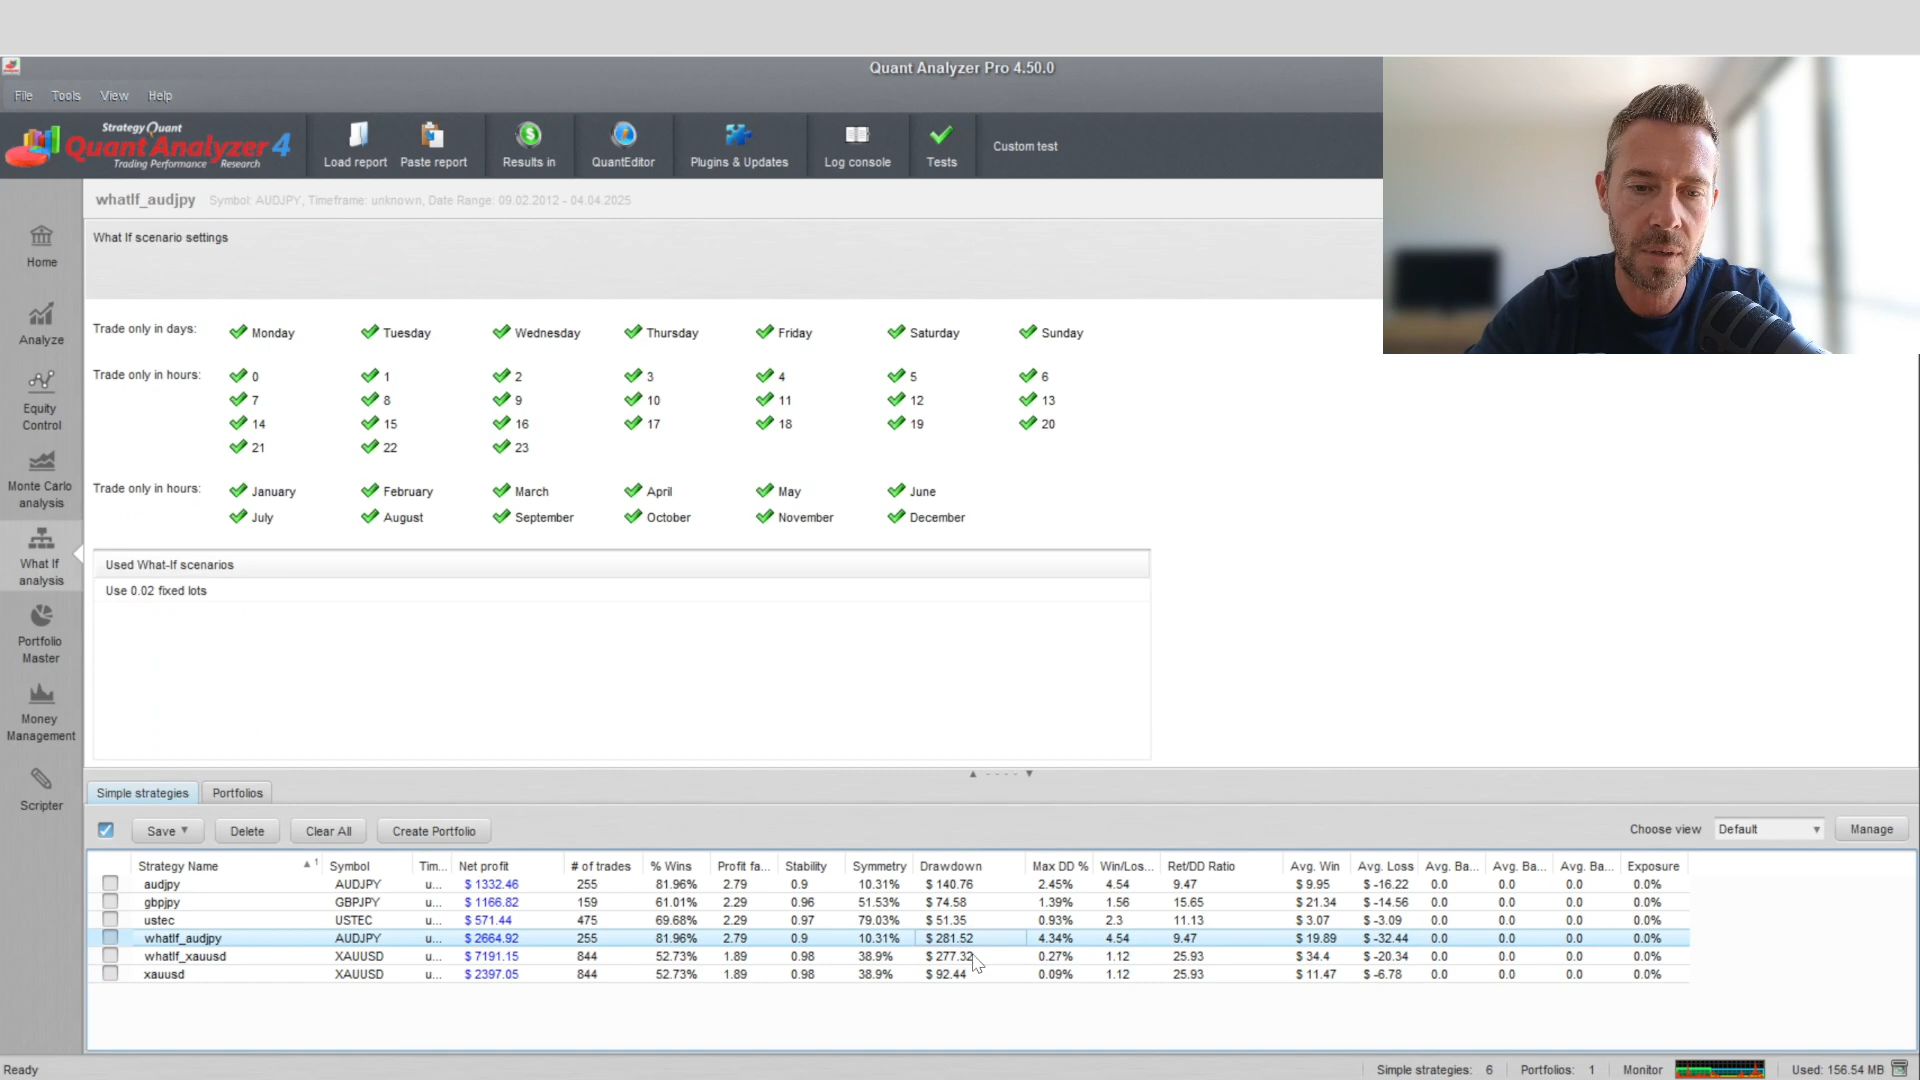 Quant Analyzer Pro 4.50.0
File Tools View Help
StrategyQuant
QuantAnalyzer 4
Trading Performance Research
Load report Paste report Results in QuantEditor Plugins & Updates Log console Tests Custom test
whatIf_audjpy Symbol: AUDJPY, Timeframe: unknown, Date Range: 09.02.2012 - 04.04.2025
What If scenario settings
Home
Analyze
Equity
Control
Monte Carlo
analysis
What If
analysis
Portfolio
Master
Money
Management
Scripter
Trade only in days: Monday Tuesday Wednesday Thursday Friday Saturday Sunday
Trade only in hours: 0 1 2 3 4 5 6
7 8 9 10 11 12 13
14 15 16 17 18 19 20
21 22 23
Trade only in hours: January February March April May June
July August September October November December
Used What-If scenarios
Use 0.02 fixed lots
Simple strategies Portfolios
Save Delete Clear All Create Portfolio Choose view Default Manage
Strategy Name 1 Symbol Tim... Net profit # of trades % Wins Profit fa... Stability Symmetry Drawdown Max DD % Win/Los... Ret/DD Ratio Avg. Win Avg. Loss Avg. Ba... Avg. Ba... Avg. Ba... Exposure
audjpy AUDJPY u... $ 1332.46 255 81.96% 2.79 0.9 10.31% $ 140.76 2.45% 4.54 9.47 $ 9.95 $ -16.22 0.0 0.0 0.0 0.0%
gbpjpy GBPJPY u... $ 1166.82 159 61.01% 2.29 0.96 51.53% $ 74.58 1.39% 1.56 15.65 $ 21.34 $ -14.56 0.0 0.0 0.0 0.0%
ustec USTEC u... $ 571.44 475 69.68% 2.29 0.97 79.03% $ 51.35 0.93% 2.3 11.13 $ 3.07 $ -3.09 0.0 0.0 0.0 0.0%
whatIf_audjpy AUDJPY u... $ 2664.92 255 81.96% 2.79 0.9 10.31% $ 281.52 4.34% 4.54 9.47 $ 19.89 $ -32.44 0.0 0.0 0.0 0.0%
whatIf_xauusd XAUUSD u... $ 7191.15 844 52.73% 1.89 0.98 38.9% $ 277.32 0.27% 1.12 25.93 $ 34.4 $ -20.34 0.0 0.0 0.0 0.0%
xauusd XAUUSD u... $ 2397.05 844 52.73% 1.89 0.98 38.9% $ 92.44 0.09% 1.12 25.93 $ 11.47 $ -6.78 0.0 0.0 0.0 0.0%
Ready Simple strategies: 6 Portfolios: 1 Monitor Used: 156.54 MB